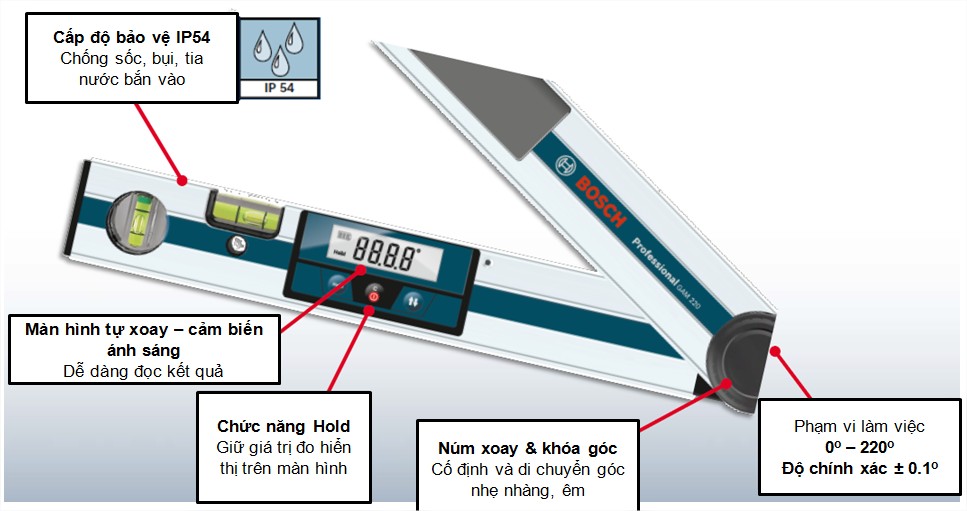 Cấp độ bảo vệ IP54
Chống sốc, bụi, tia
nước bắn vào
IP 54
BOSCH
Professional GAM 220
Hold
88.8.8°
C
Màn hình tự xoay – cảm biến
ánh sáng
Dễ dàng đọc kết quả
Chức năng Hold
Giữ giá trị đo hiển
thị trên màn hình
Núm xoay & khóa góc
Cố định và di chuyển góc
nhẹ nhàng, êm
Phạm vi làm việc
0º – 220º
Độ chính xác ± 0.1º